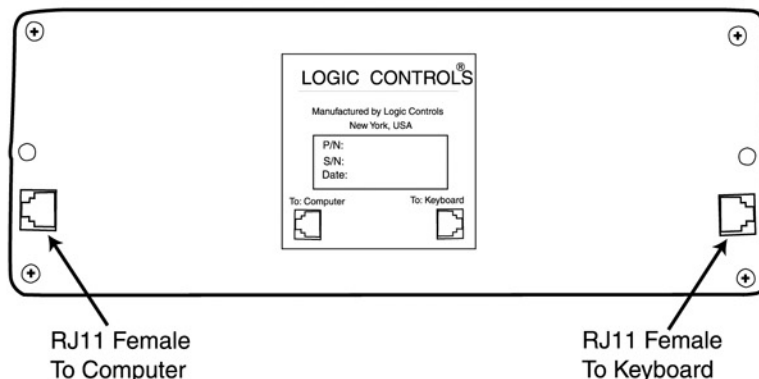 LOGIC CONTROLS®
Manufactured by Logic Controls
New York, USA
P/N:
S/N:
Date:
To: Computer
To: Keyboard
RJ11 Female
To Computer
RJ11 Female
To Keyboard